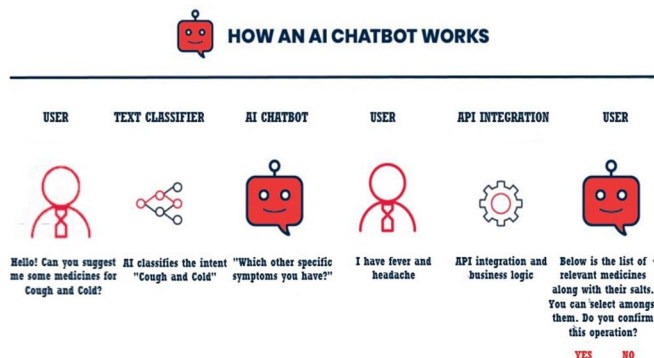 HOW AN AI CHATBOT WORKS
USER
TEXT CLASSIFIER
AI CHATBOT
USER
API INTEGRATION
USER
Hello! Can you suggest
me some medicines for
Cough and Cold?
AI classifies the intent
"Cough and Cold"
"Which other specific
symptoms you have?"
I have fever and
headache
API integration and
business logic
Below is the list of
relevant medicines
along with their salts.
You can select amongs
them. Do you confirm
this operation?
YES NO